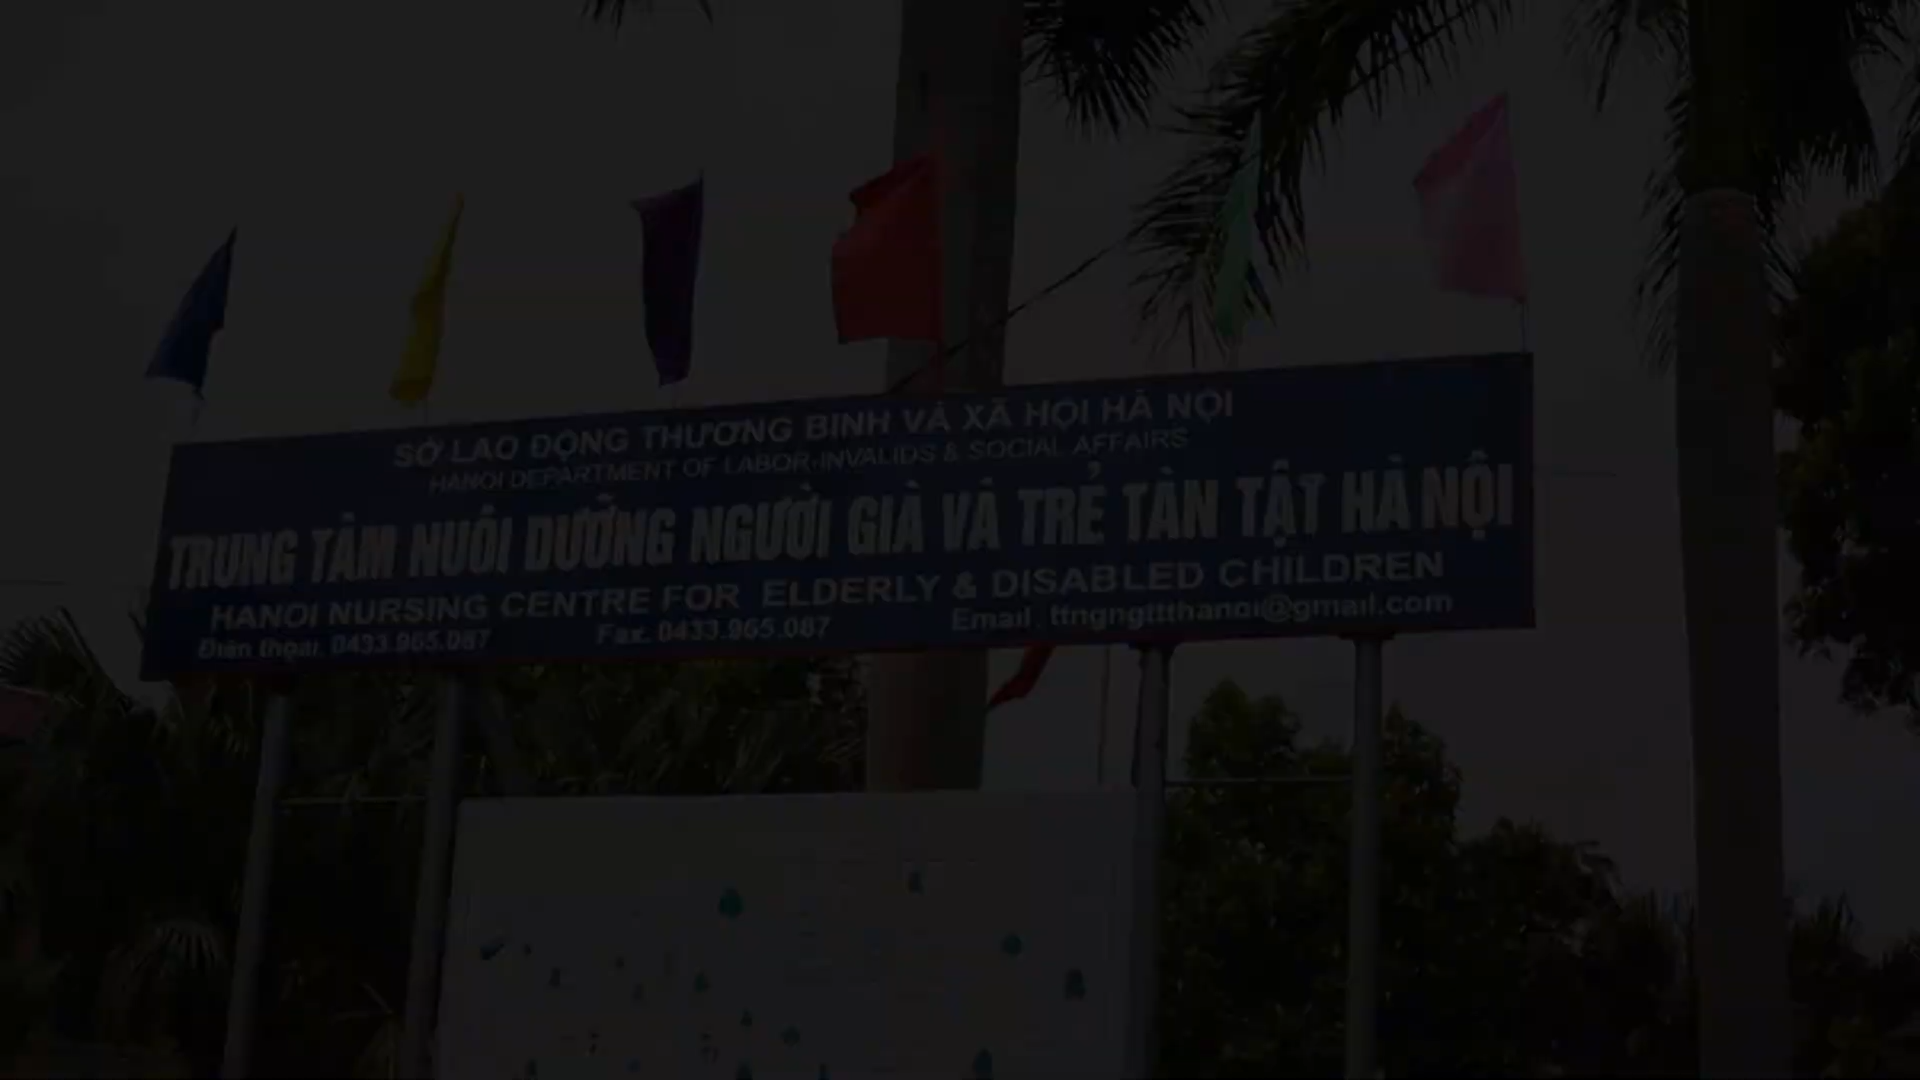 SỞ LAO ĐỘNG THƯƠNG BINH VÀ XÃ HỘI HÀ NỘI
HANOI DEPARTMENT OF LABOR-INVALIDS & SOCIAL AFFAIRS
TRUNG TÂM NUÔI DƯỠNG NGƯỜI GIÀ VÀ TRẺ TÀN TẬT HÀ NỘI
HANOI NURSING CENTRE FOR ELDERLY & DISABLED CHILDREN
Điện thoại: 0433.965.087 Fax: 0433.965.087 Email: ttngngttthanoi@gmail.com